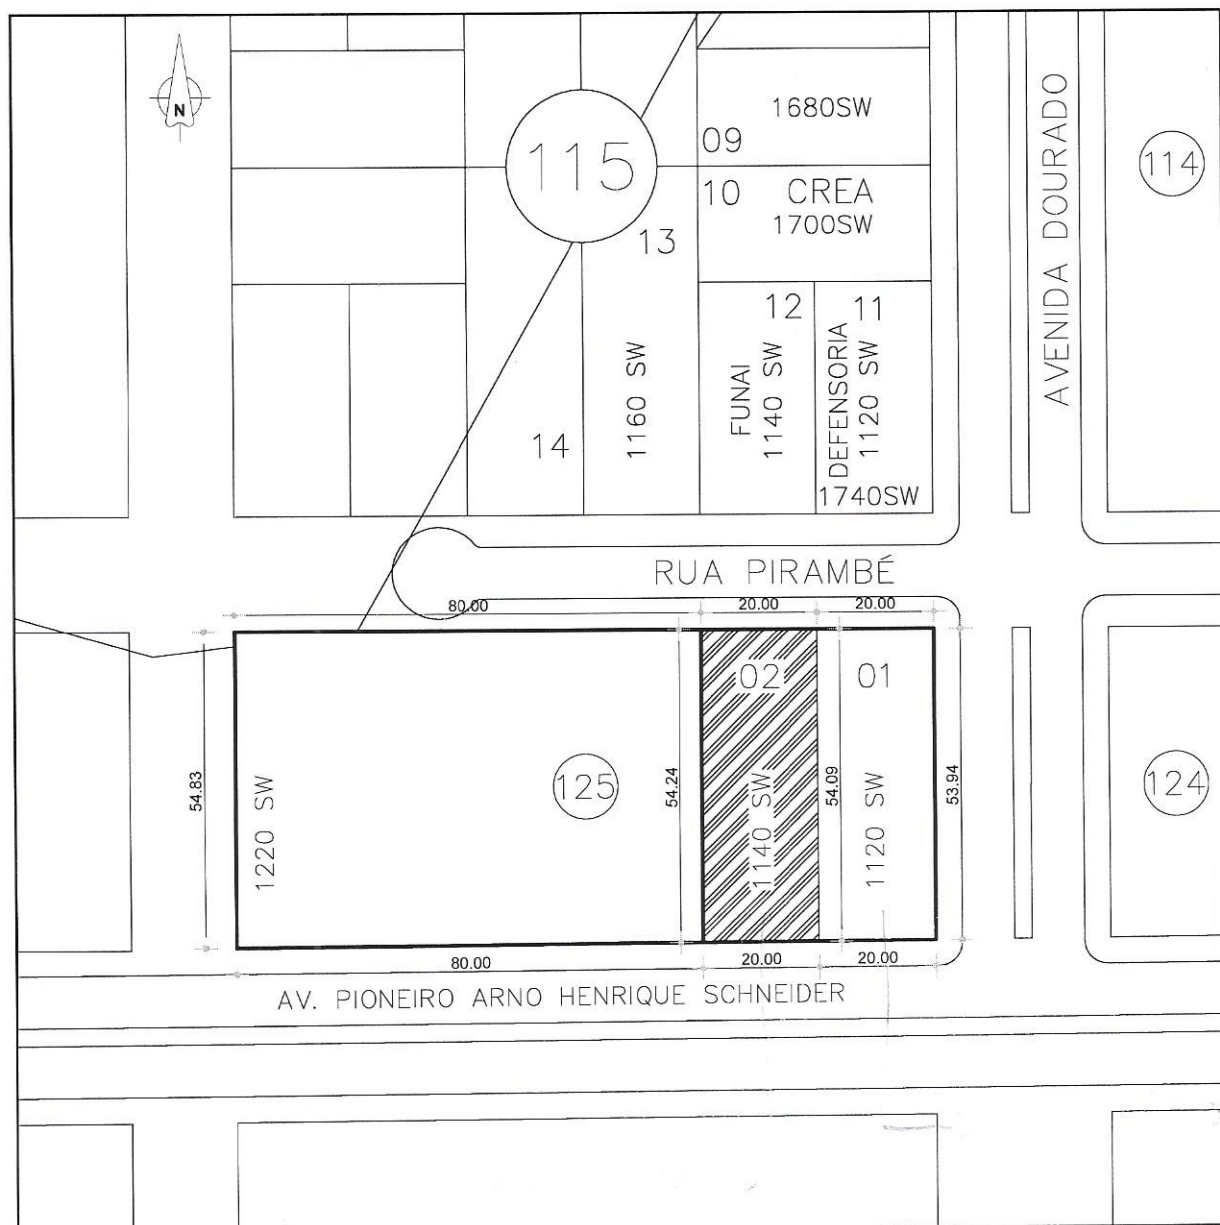 N
1680SW
115
09
114
10
CREA
1700SW
13
AVENIDA DOURADO
12
11
FUNAI
1140 SW
DEFENSORIA
1120 SW
1160 SW
14
1740SW
RUA PIRAMBÉ
80.00
20.00
20.00
02
01
54.83
1220 SW
125
54.24
1140 SW
54.09
1120 SW
53.94
124
80.00
20.00
20.00
AV. PIONEIRO ARNO HENRIQUE SCHNEIDER